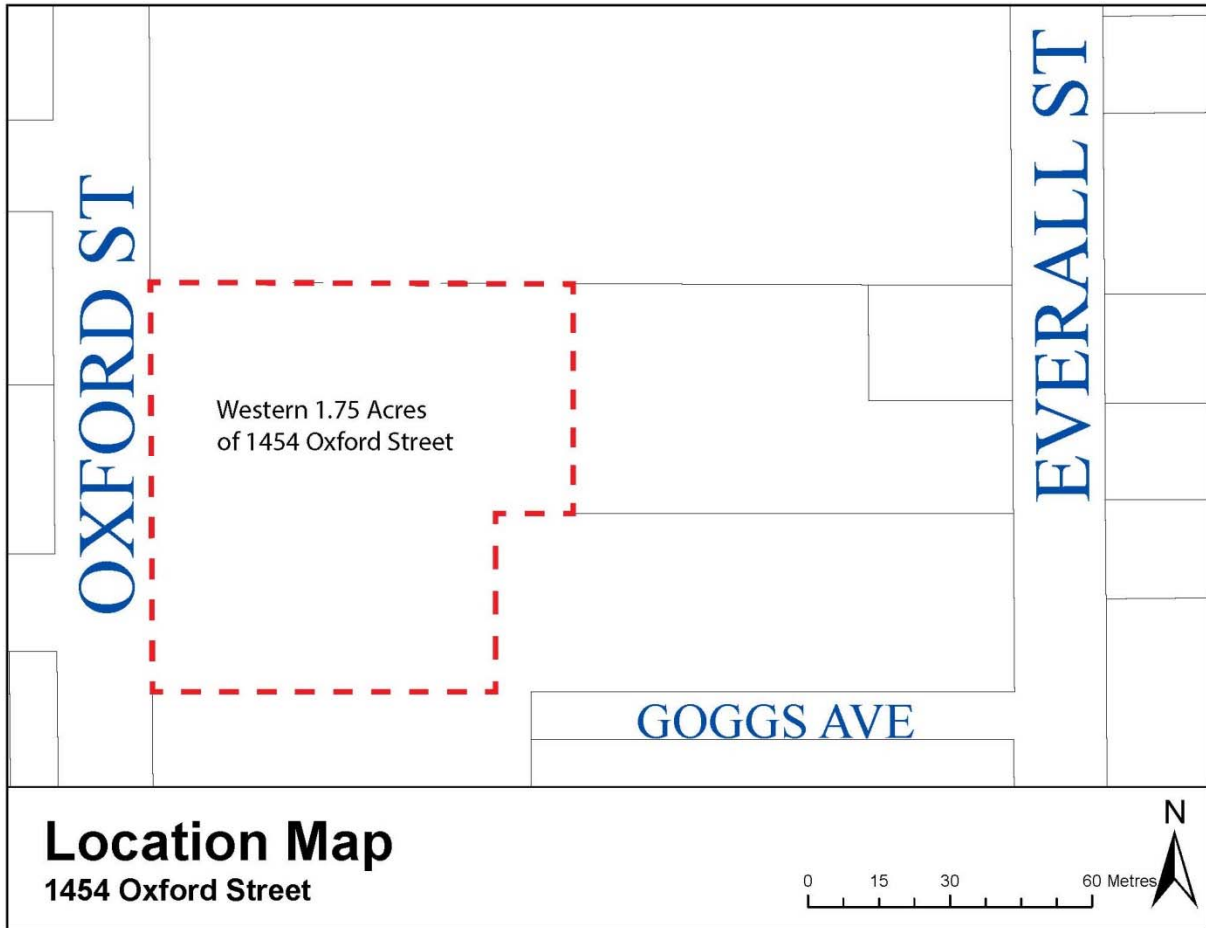 OXFORD ST
EVERALL ST
Western 1.75 Acres
of 1454 Oxford Street
GOGGS AVE
Location Map
1454 Oxford Street
0 15 30 60 Metres
N